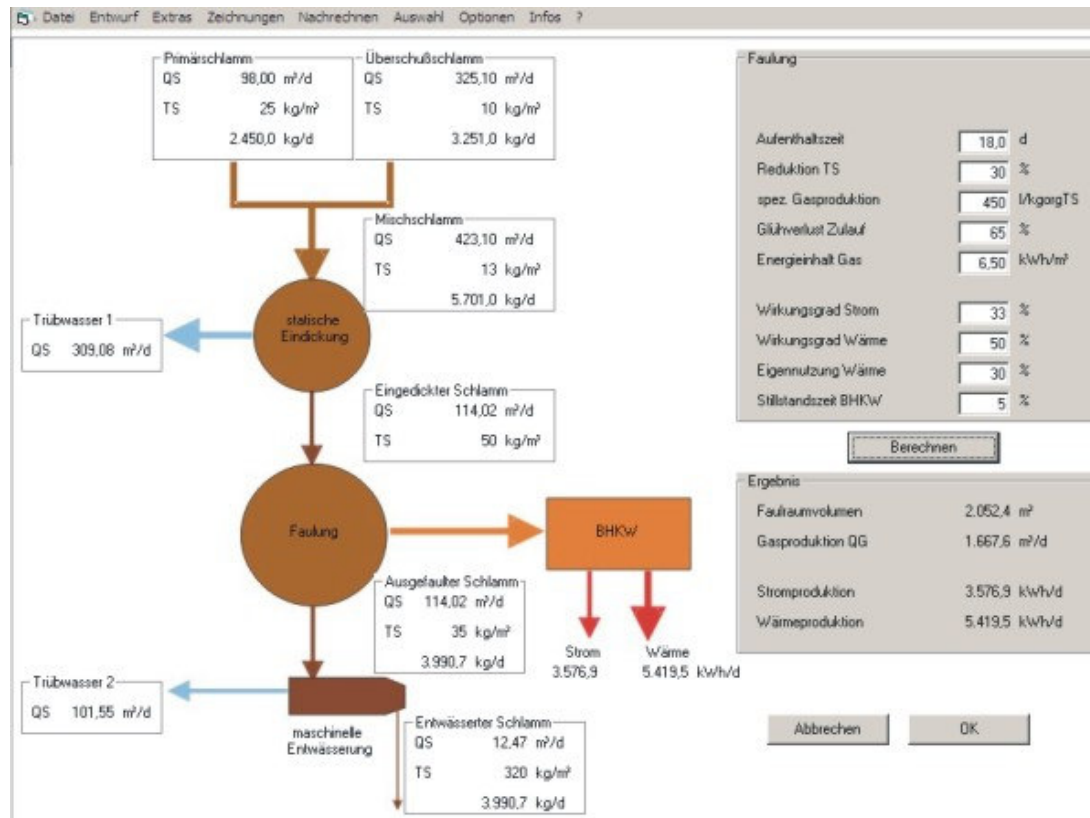 Datei Entwurf Extras Zeichnungen Nachrechnen Auswahl Optionen Infos ?
Primärschlamm
QS 98,00 m³/d
TS 25 kg/m³
2.450,0 kg/d
Überschußschlamm
QS 325,10 m³/d
TS 10 kg/m³
3.251,0 kg/d
Mischschlamm
QS 423,10 m³/d
TS 13 kg/m³
5.701,0 kg/d
statische
Eindickung
Trübwasser 1
QS 309,08 m³/d
Eingedickter Schlamm
QS 114,02 m³/d
TS 50 kg/m³
Faulung
BHKW
Ausgefaulter Schlamm
QS 114,02 m³/d
TS 35 kg/m³
3.990,7 kg/d
Strom Wärme
3.576,9 5.419,5 kWh/d
Trübwasser 2
QS 101,55 m³/d
maschinelle
Entwässerung
Entwässerter Schlamm
QS 12,47 m³/d
TS 320 kg/m³
3.990,7 kg/d
Faulung
Aufenthaltszeit 18,0 d
Reduktion TS 30 %
spez. Gasproduktion 450 l/kgorgTS
Glühverlust Zulauf 65 %
Energieinhalt Gas 6,50 kWh/m³
Wirkungsgrad Strom 33 %
Wirkungsgrad Wärme 50 %
Eigennutzung Wärme 30 %
Stillstandszeit BHKW 5 %
Berechnen
Ergebnis
Faulraumvolumen 2.052,4 m³
Gasproduktion QG 1.667,6 m³/d
Stromproduktion 3.576,9 kWh/d
Wärmeproduktion 5.419,5 kWh/d
Abbrechen OK